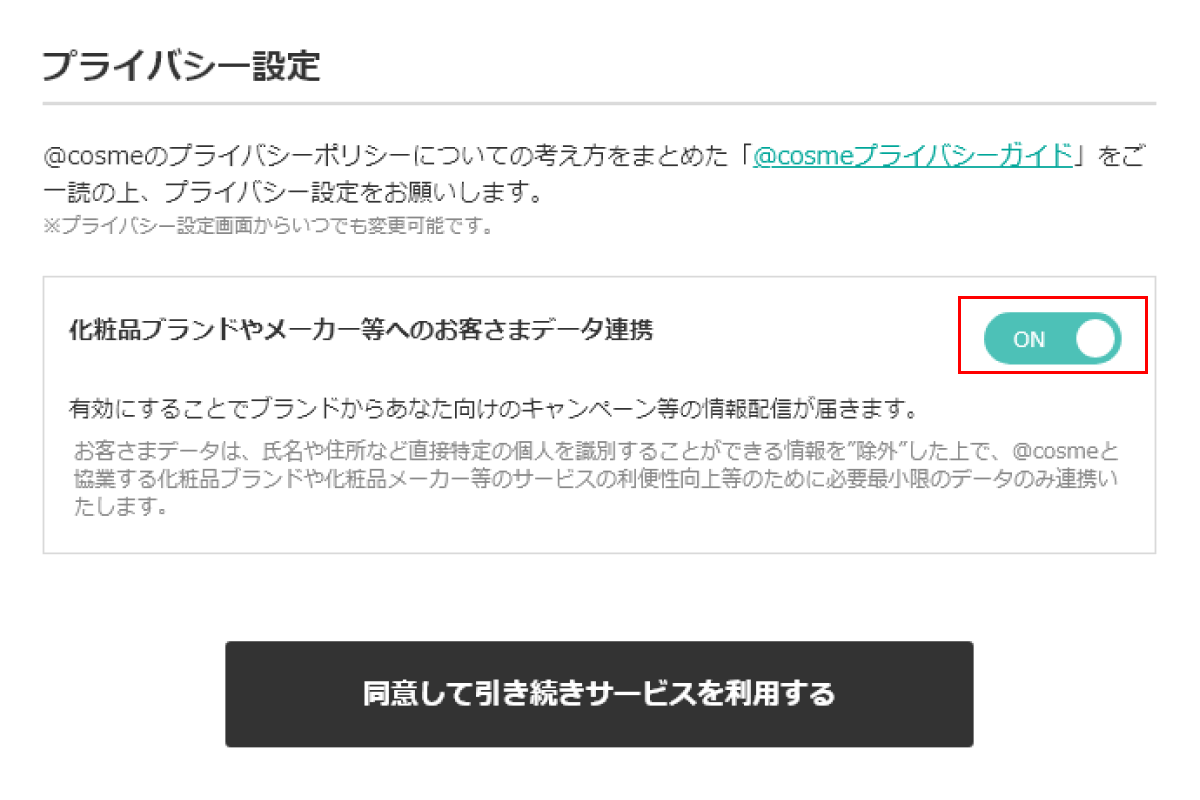 プライバシー設定
@cosmeのプライバシーポリシーについての考え方をまとめた「@cosmeプライバシーガイド」をご
一読の上、プライバシー設定をお願いします。
※プライバシー設定画面からいつでも変更可能です。
化粧品ブランドやメーカー等へのお客さまデータ連携
ON
有効にすることでブランドからあなた向けのキャンペーン等の情報配信が届きます。
お客さまデータは、氏名や住所など直接特定の個人を識別することができる情報を”除外”した上で、@cosmeと
協業する化粧品ブランドや化粧品メーカー等のサービスの利便性向上等のために必要最小限のデータのみ連携い
たします。
同意して引き続きサービスを利用する